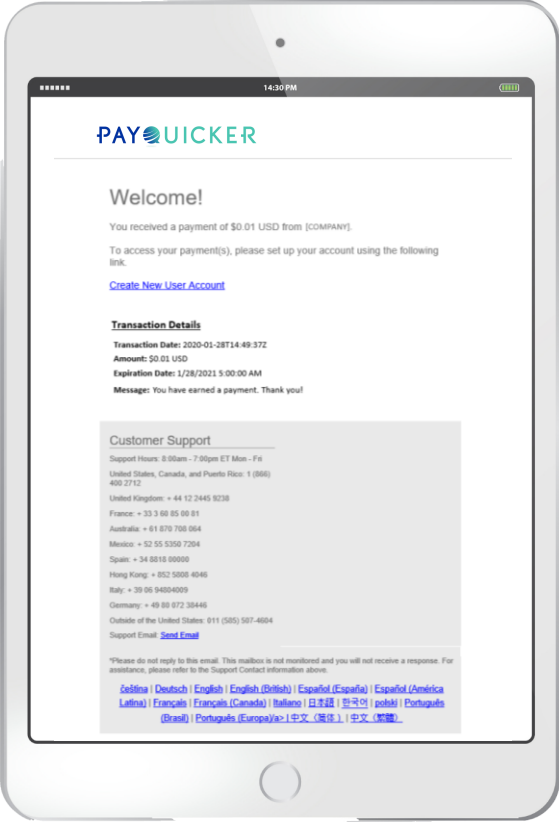 14:30 PM
PAYQUICKER
Welcome!
You received a payment of $0.01 USD from [COMPANY].
To access your payment(s), please set up your account using the following
link.
Create New User Account
Transaction Details
Transaction Date: 2020-01-28T14:49:37Z
Amount: $0.01 USD
Expiration Date: 1/28/2021 5:00:00 AM
Message: You have earned a payment. Thank you!
Customer Support
Support Hours: 8:00am - 7:00pm ET Mon - Fri
United States, Canada, and Puerto Rico: 1 (866)
400 2712
United Kingdom: + 44 12 2445 9238
France: + 33 3 60 85 00 81
Australia: + 61 870 708 064
Mexico: + 52 55 5350 7204
Spain: + 34 8818 00000
Hong Kong: + 852 5808 4046
Italy: + 39 06 94804009
Germany: + 49 80 072 38446
Outside of the United States: 011 (585) 507-4604
Support Email: Send Email
*Please do not reply to this email. This mailbox is not monitored and you will not receive a response. For
assistance, please refer to the Support Contact information above.
čeština | Deutsch | English | English (British) | Español (España) | Español (América
Latina) | Français | Français (Canada) | Italiano | 日本語 | 한국어 | polski | Português
(Brasil) | Português (Europa)/a> | 中文（简体） | 中文（繁體）